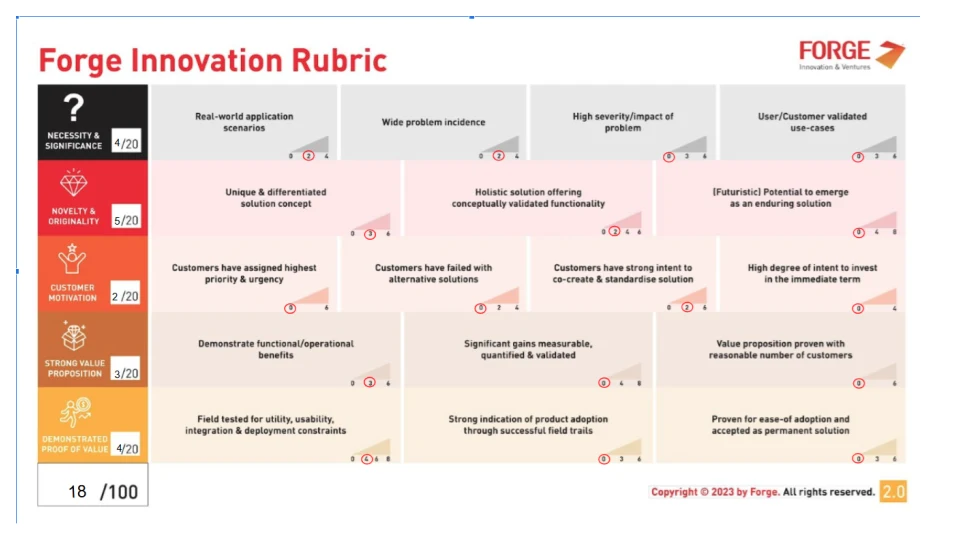 Forge Innovation Rubric
FORGE
Innovation & Ventures
?
NECESSITY &
SIGNIFICANCE
4/20
Real-world application
scenarios
0 2 4
Wide problem incidence
0 2 4
High severity/impact of
problem
0 3 6
User/Customer validated
use-cases
0 3 6
NOVELTY &
ORIGINALITY
5/20
Unique & differentiated
solution concept
0 3 6
Holistic solution offering
conceptually validated functionality
0 2 4 6
(Futuristic) Potential to emerge
as an enduring solution
0 4 8
CUSTOMER
MOTIVATION
2 /20
Customers have assigned highest
priority & urgency
0 6
Customers have failed with
alternative solutions
0 2 4
Customers have strong intent to
co-create & standardise solution
0 2 6
High degree of intent to invest
in the immediate term
0 4
STRONG VALUE
PROPOSITION
3/20
Demonstrate functional/operational
benefits
0 3 6
Significant gains measurable,
quantified & validated
0 4 8
Value proposition proven with
reasonable number of customers
0 6
DEMONSTRATED
PROOF OF VALUE
4/20
Field tested for utility, usability,
integration & deployment constraints
0 4 6 8
Strong indication of product adoption
through successful field trails
0 3 6
Proven for ease-of adoption and
accepted as permanent solution
0 3 6
18 /100
Copyright © 2023 by Forge. All rights reserved. 2.0